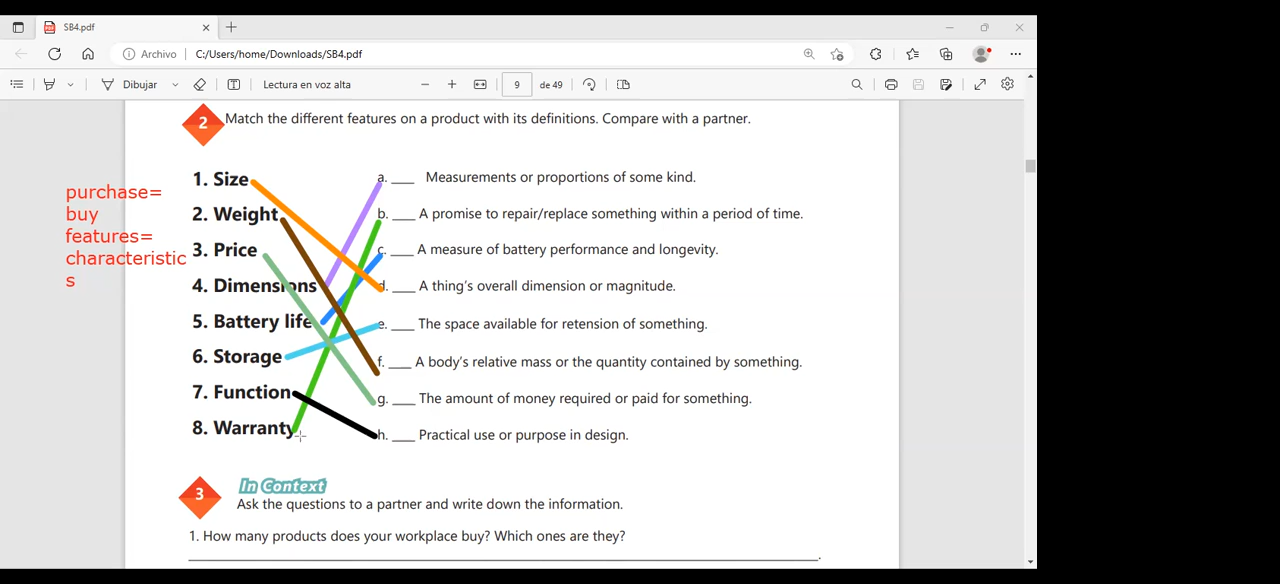 SB4.pdf
Archivo C:/Users/home/Downloads/SB4.pdf
Dibujar Lectura en voz alta 9 de 49
2 Match the different features on a product with its definitions. Compare with a partner.
purchase=
buy
features=
characteristic
s
1. Size
2. Weight
3. Price
4. Dimensions
5. Battery life
6. Storage
7. Function
8. Warranty
a. ___ Measurements or proportions of some kind.
b. ___ A promise to repair/replace something within a period of time.
c. ___ A measure of battery performance and longevity.
d. ___ A thing's overall dimension or magnitude.
e. ___ The space available for retension of something.
f. ___ A body's relative mass or the quantity contained by something.
g. ___ The amount of money required or paid for something.
h. ___ Practical use or purpose in design.
3 In Context
Ask the questions to a partner and write down the information.
1. How many products does your workplace buy? Which ones are they?